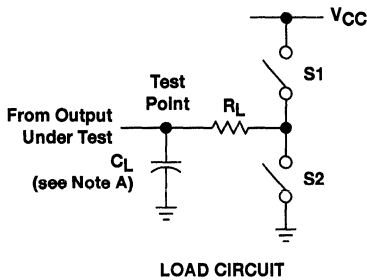 VCC
S1
Test
Point
RL
From Output
Under Test
CL
(see Note A)
S2
LOAD CIRCUIT